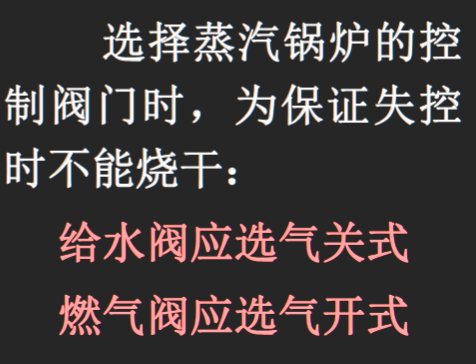 选择蒸汽锅炉的控
制阀门时，为保证失控
时不能烧干：
给水阀应选气关式
燃气阀应选气开式